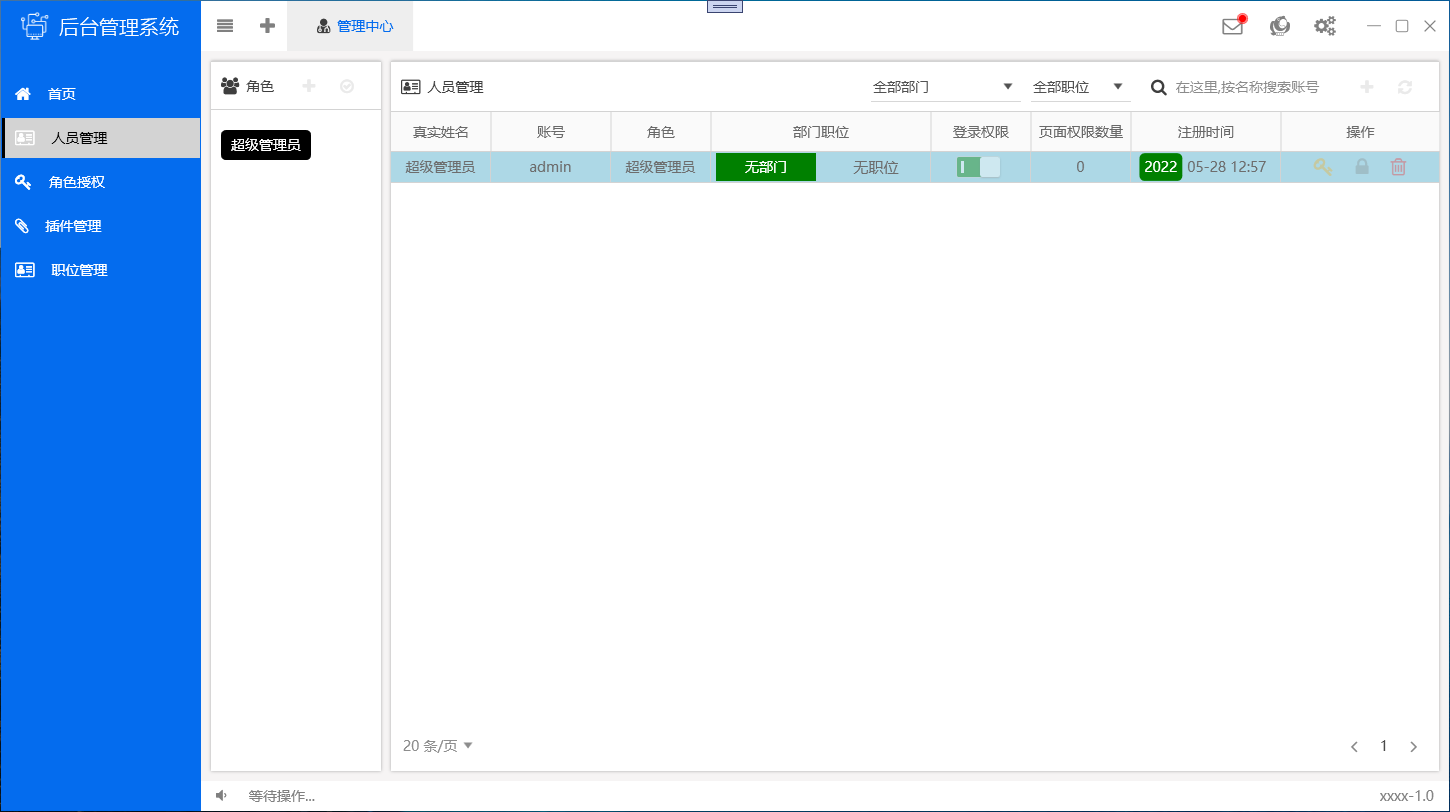 后台管理系统
管理中心
首页
人员管理
角色授权
插件管理
职位管理
角色
超级管理员
人员管理
全部部门
全部职位
在这里,按名称搜索账号
真实姓名 账号 角色 部门职位 登录权限 页面权限数量 注册时间 操作
超级管理员 admin 超级管理员 无部门 无职位 0 2022 05-28 12:57
20 条/页
1
等待操作...
xxxx-1.0